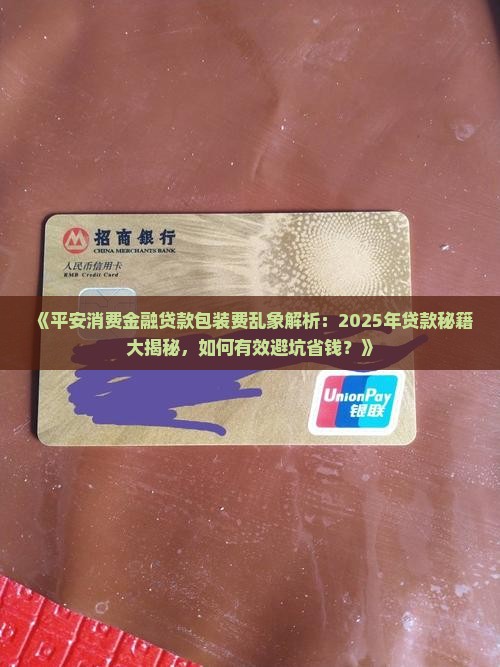 招商银行
CHINA MERCHANTS BANK
人民币信用卡
RMB Credit Card
《平安消费金融贷款包装费乱象解析：2025年贷款秘籍
大揭秘，如何有效避坑省钱？》
UnionPay
银联